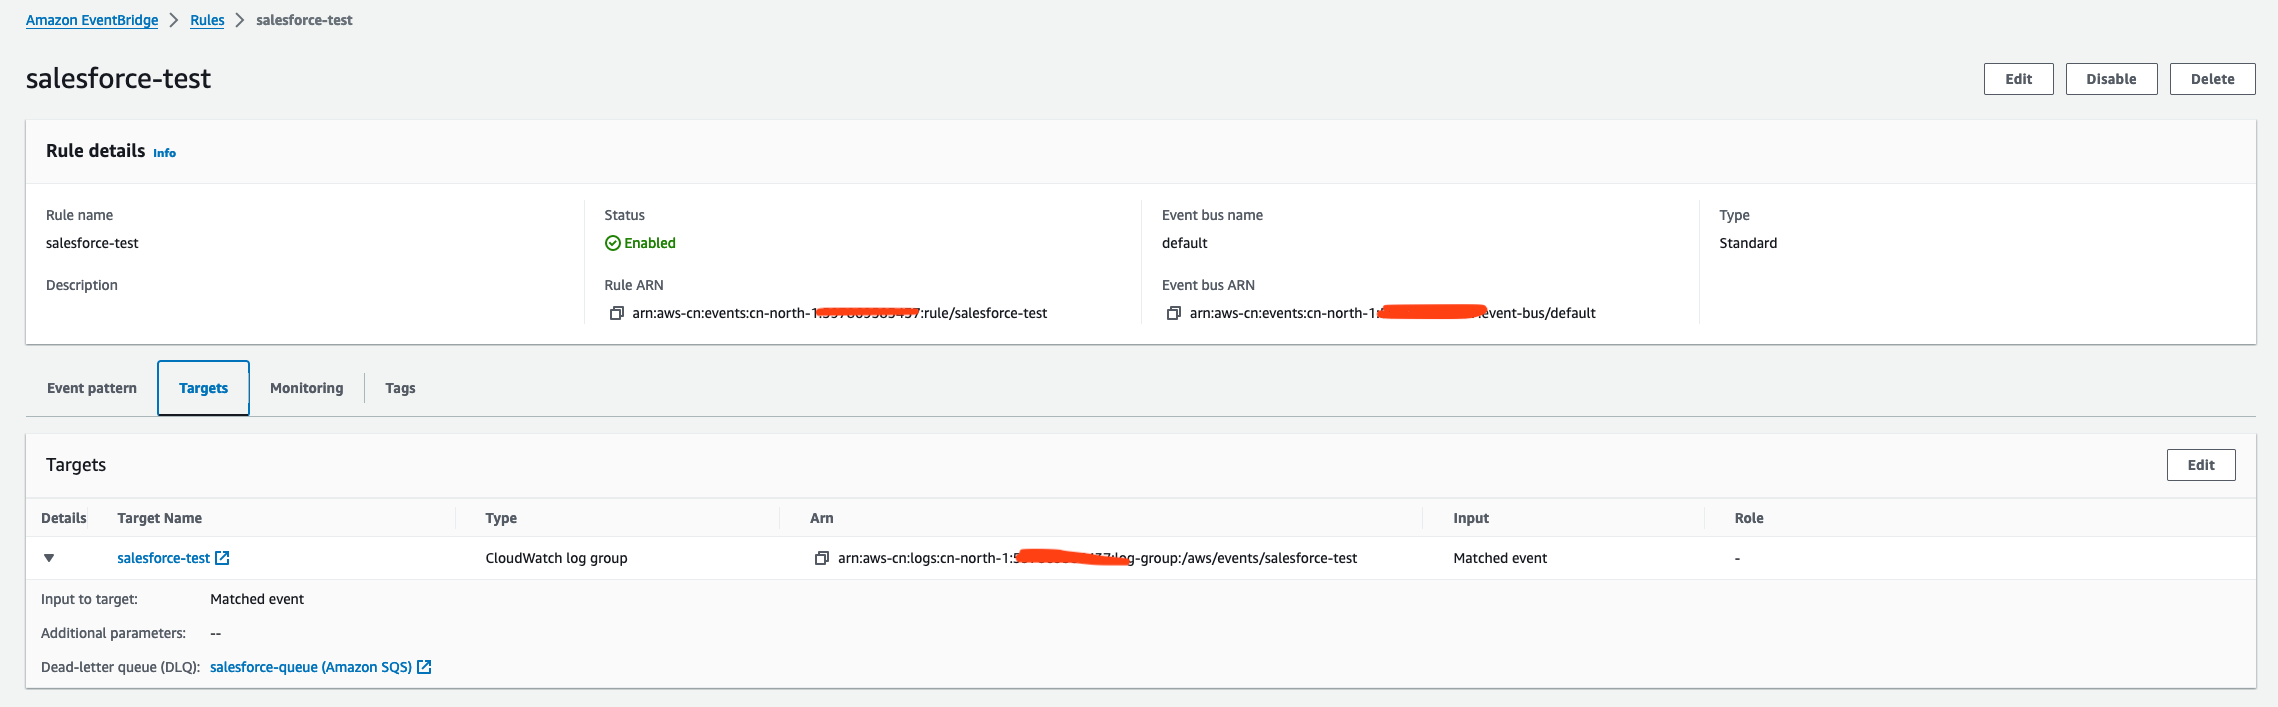 Amazon EventBridge > Rules > salesforce-test
salesforce-test
Edit Disable Delete
Rule details Info
Rule name Status Event bus name Type
salesforce-test Enabled default Standard
Description Rule ARN Event bus ARN
arn:aws-cn:events:cn-north-1: :rule/salesforce-test arn:aws-cn:events:cn-north-1: event-bus/default
Event pattern Targets Monitoring Tags
Targets Edit
Details Target Name Type Arn Input Role
salesforce-test CloudWatch log group arn:aws-cn:logs:cn-north-1: log-group:/aws/events/salesforce-test Matched event -
Input to target: Matched event
Additional parameters: --
Dead-letter queue (DLQ): salesforce-queue (Amazon SQS)